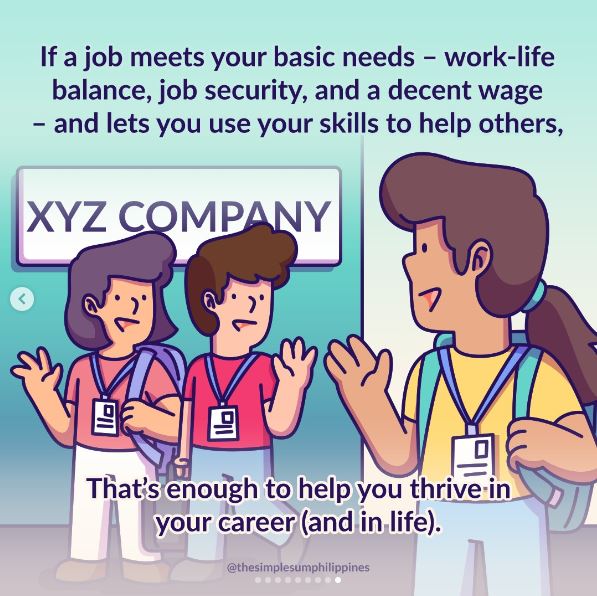 If a job meets your basic needs – work-life
balance, job security, and a decent wage
– and lets you use your skills to help others,
XYZ COMPANY
That's enough to help you thrive in
your career (and in life).
@thesimplesumphilippines